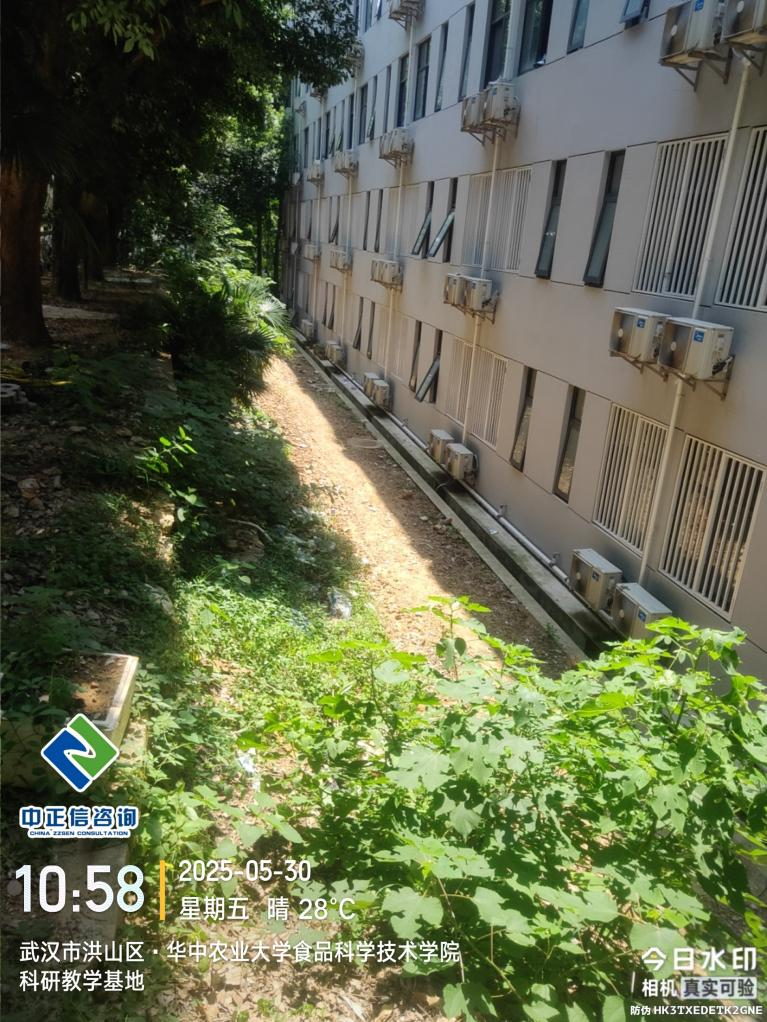 中正信咨询
CHINA ZZSEN CONSULTATION
10:58
2025-05-30
星期五 晴 28°C
武汉市洪山区·华中农业大学食品科学技术学院
科研教学基地
今日水印
相机 真实可验
防伪 HK3TXEDETK2GNE